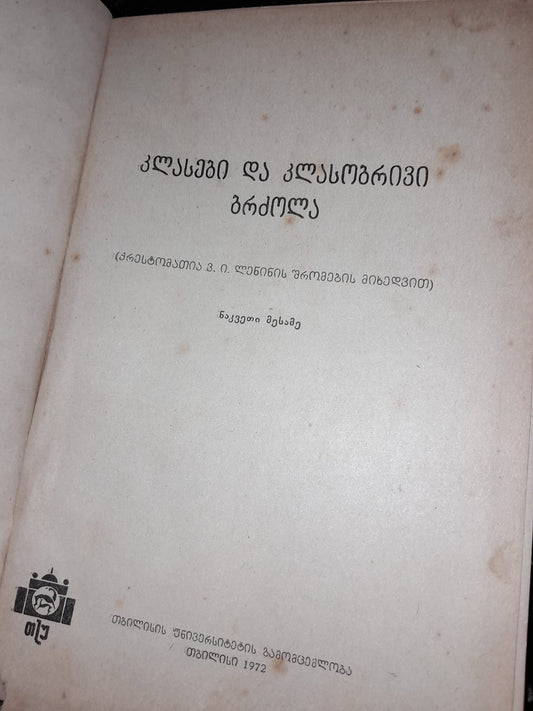 კლასები და კლასობრივი
ბრძოლა
(ქრესტომათია ვ. ი. ლენინის შრომების მიხედვით)
ნაკვეთი მესამე
თსუ
თბილისის უნივერსიტეტის გამომცემლობა
თბილისი 1972